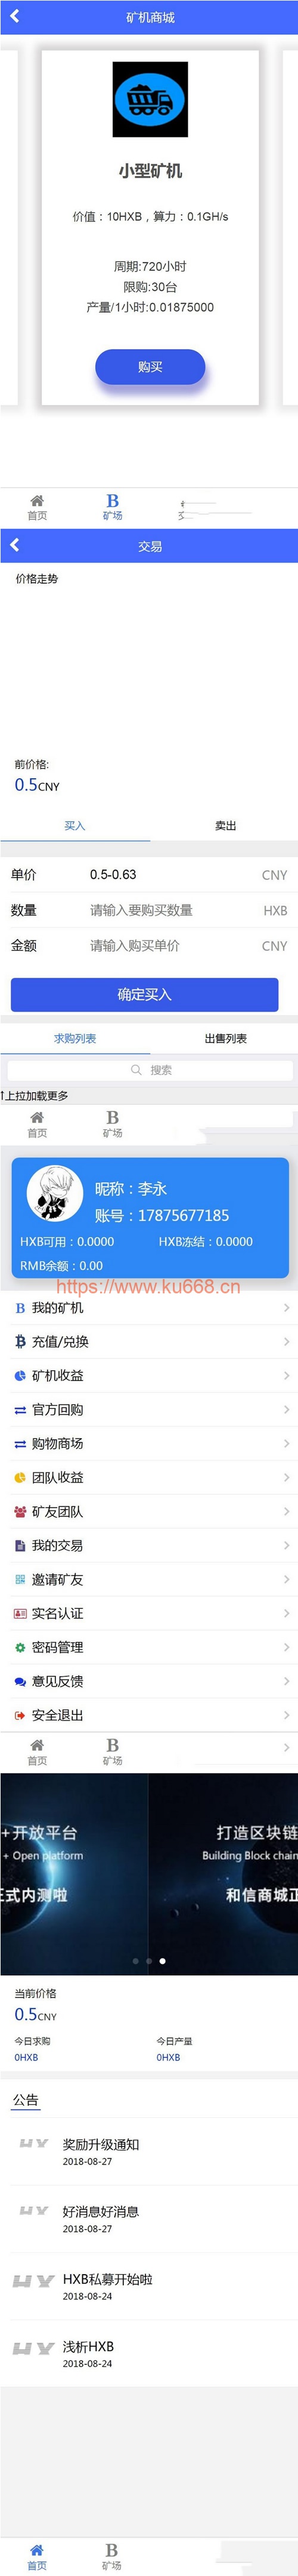 矿机商城
小型矿机
价值：10HXB，算力：0.1GH/s
周期:720小时
限购:30台
产量/1小时:0.01875000
购买
B
首页
矿场
交易
价格走势
前价格:
0.5CNY
买入
卖出
单价
0.5-0.63
CNY
数量
请输入要购买数量
HXB
金额
请输入购买单价
CNY
确定买入
求购列表
出售列表
搜索
↑上拉加载更多
B
首页
矿场
昵称：李永
账号：17875677185
HXB可用：0.0000
HXB冻结：0.0000
RMB余额：0.00
https://www.ku668.cn
B 我的矿机
充值/兑换
矿机收益
官方回购
购物商场
团队收益
矿友团队
我的交易
邀请矿友
实名认证
密码管理
意见反馈
安全退出
B
首页
矿场
+开放平台
+ Open platform
正式内测啦
打造区块链
Building Block chain
和信商城正
当前价格
0.5CNY
今日求购
今日产量
0HXB
0HXB
公告
HY
奖励升级通知
2018-08-27
HY
好消息好消息
2018-08-27
HY
HXB私募开始啦
2018-08-24
HY
浅析HXB
2018-08-24
B
首页
矿场